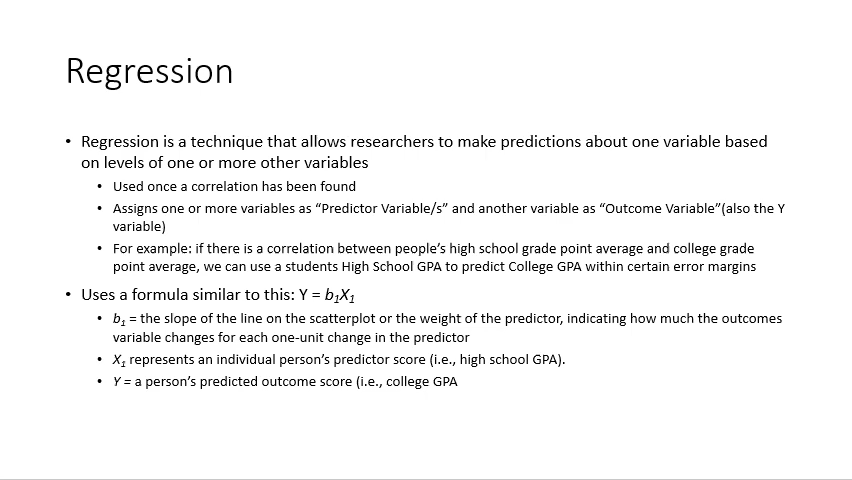 Regression
• Regression is a technique that allows researchers to make predictions about one variable based
on levels of one or more other variables
• Used once a correlation has been found
• Assigns one or more variables as “Predictor Variable/s” and another variable as “Outcome Variable”(also the Y
variable)
• For example: if there is a correlation between people’s high school grade point average and college grade
point average, we can use a students High School GPA to predict College GPA within certain error margins
• Uses a formula similar to this: Y = b₁X₁
• b₁ = the slope of the line on the scatterplot or the weight of the predictor, indicating how much the outcomes
variable changes for each one-unit change in the predictor
• X₁ represents an individual person’s predictor score (i.e., high school GPA).
• Y = a person’s predicted outcome score (i.e., college GPA